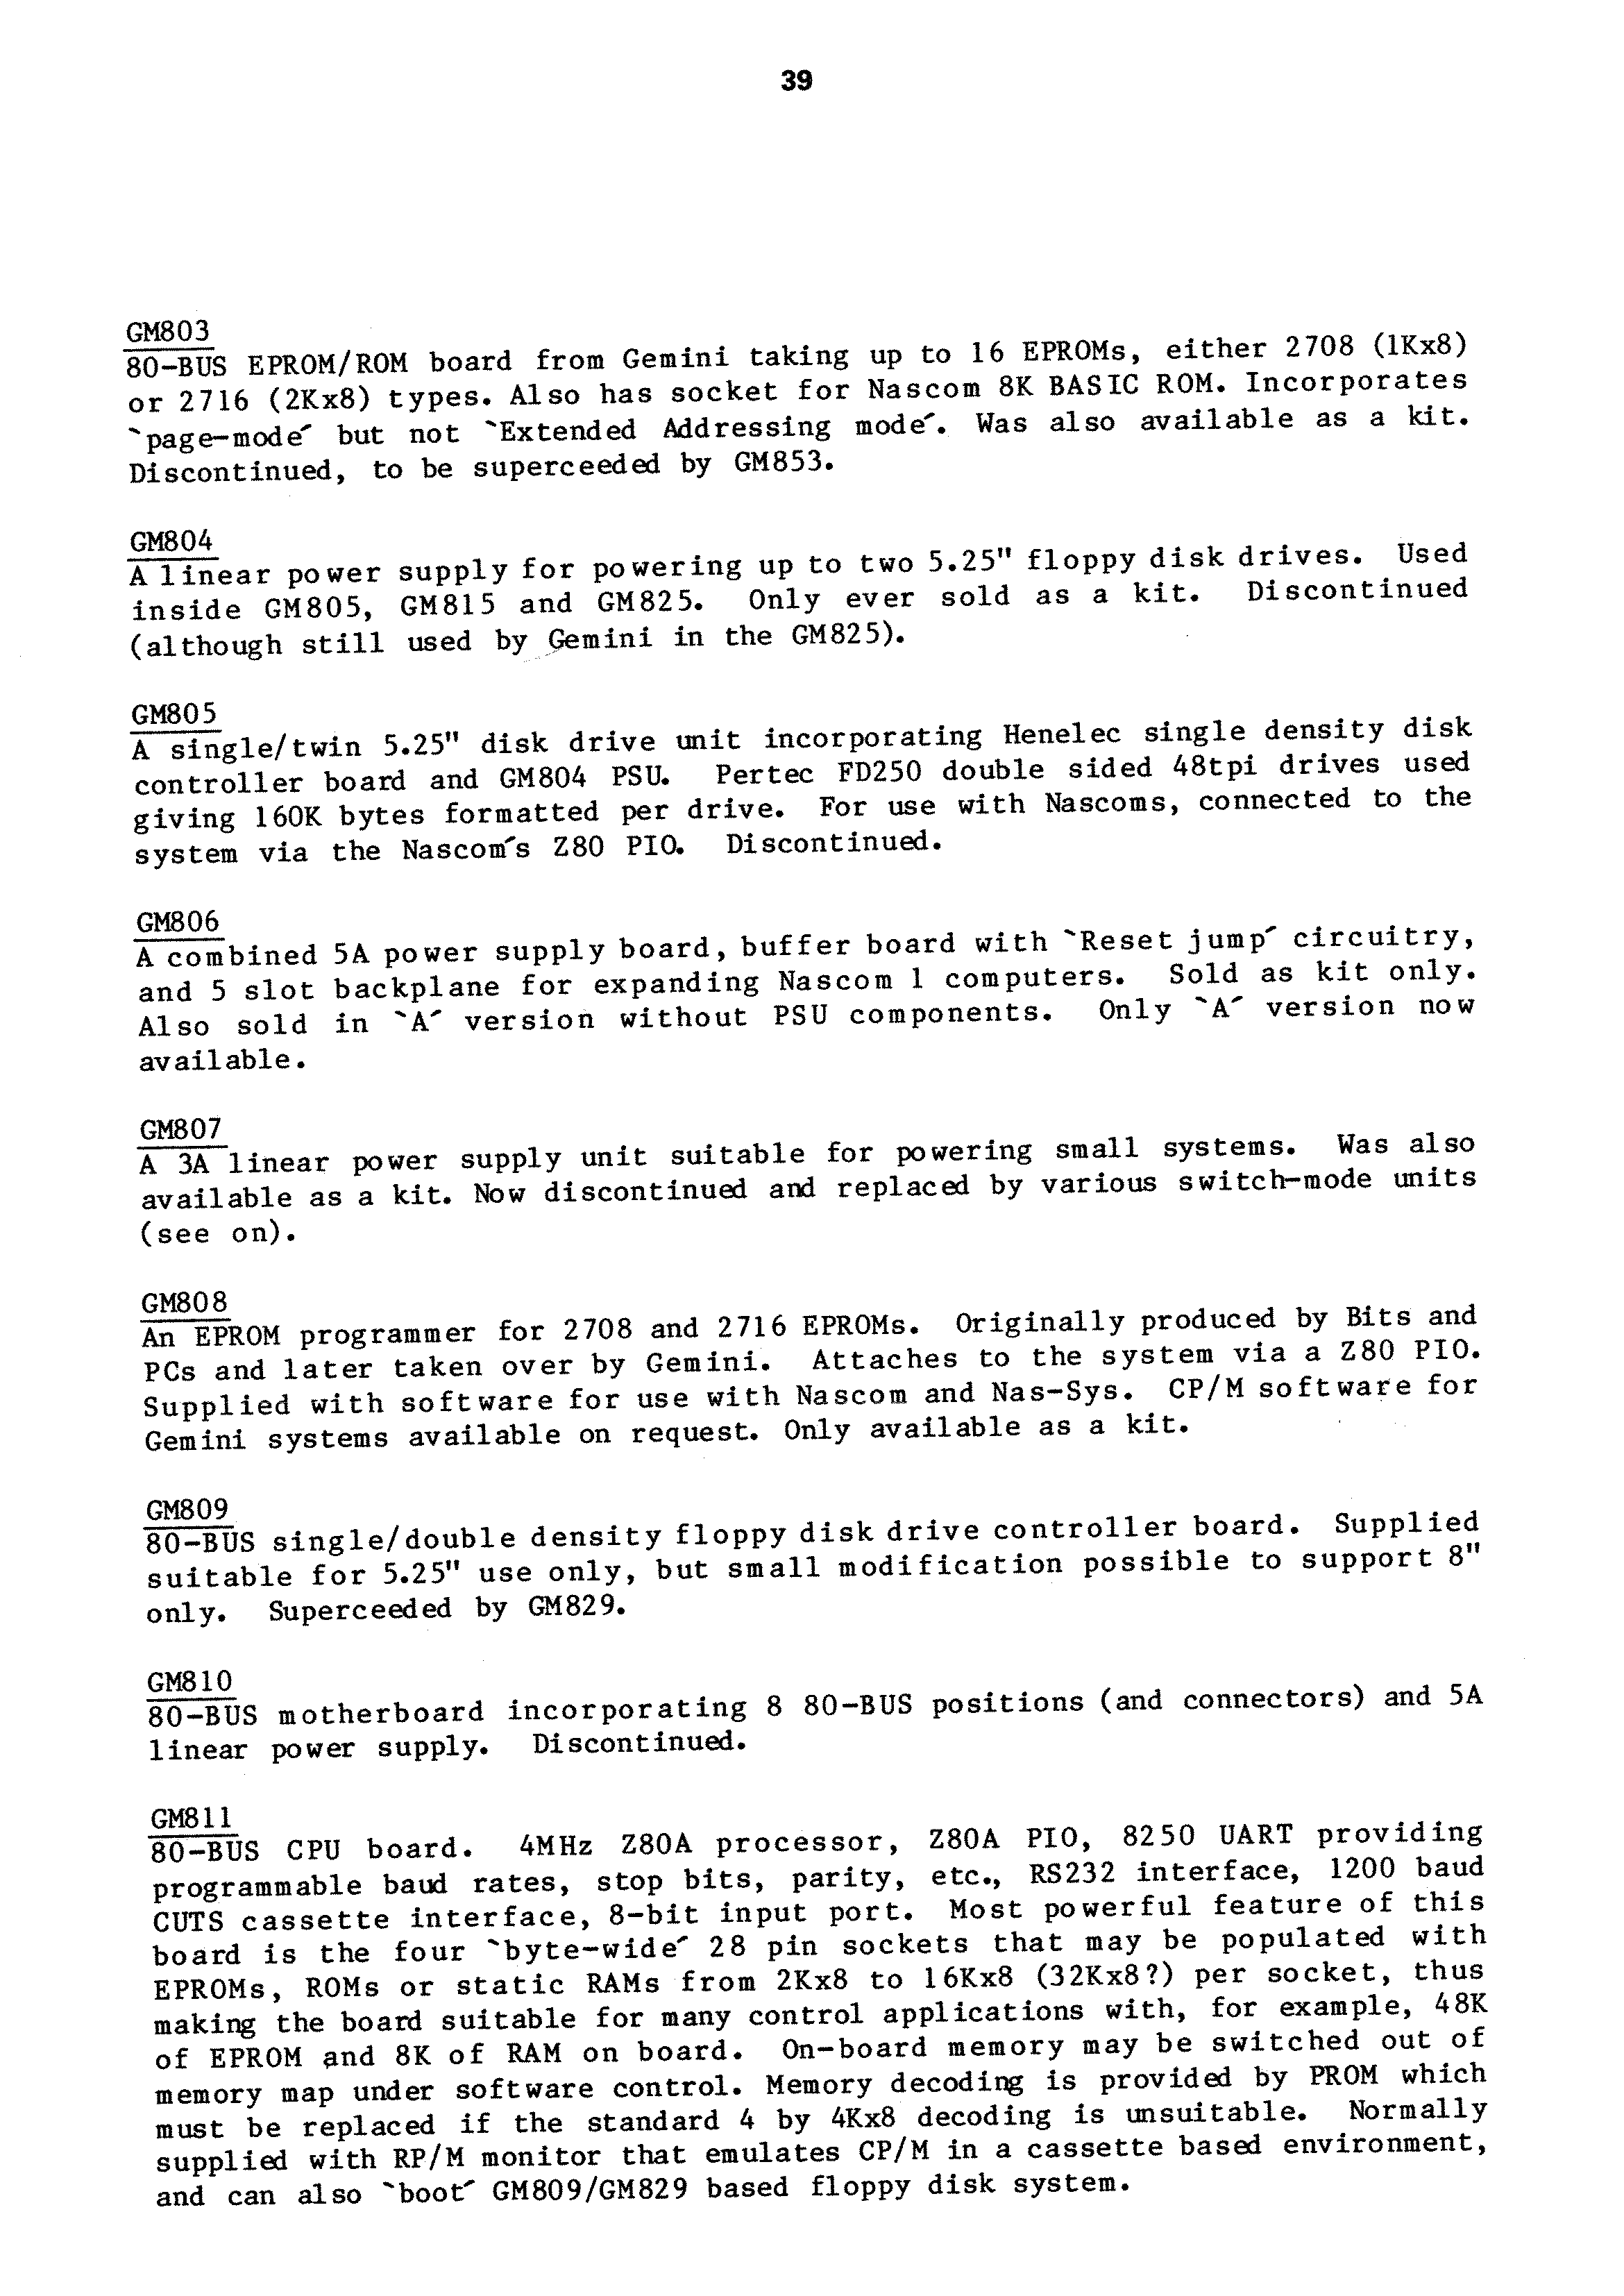 39
GM803
80-BUS EPROM/ROM board from Gemini taking up to 16 EPROMs, either 2708 (1Kx8)
or 2716 (2Kx8) types. Also has socket for Nascom 8K BASIC ROM. Incorporates
`page-mode´ but not `Extended Addressing mode´. Was also available as a kit.
Discontinued, to be superceeded by GM853.
GM804
A linear power supply for powering up to two 5.25" floppy disk drives. Used
inside GM805, GM815 and GM825. Only ever sold as a kit. Discontinued
(although still used by Gemini in the GM825).
GM805
A single/twin 5.25" disk drive unit incorporating Henelec single density disk
controller board and GM804 PSU. Pertec FD250 double sided 48tpi drives used
giving 160K bytes formatted per drive. For use with Nascoms, connected to the
system via the Nascom´s Z80 PIO. Discontinued.
GM806
A combined 5A power supply board, buffer board with `Reset jump´ circuitry,
and 5 slot backplane for expanding Nascom 1 computers. Sold as kit only.
Also sold in `A´ version without PSU components. Only `A´ version now
available.
GM807
A 3A linear power supply unit suitable for powering small systems. Was also
available as a kit. Now discontinued and replaced by various switch-mode units
(see on).
GM808
An EPROM programmer for 2708 and 2716 EPROMs. Originally produced by Bits and
PCs and later taken over by Gemini. Attaches to the system via a Z80 PIO.
Supplied with software for use with Nascom and Nas-Sys. CP/M software for
Gemini systems available on request. Only available as a kit.
GM809
80-BUS single/double density floppy disk drive controller board. Supplied
suitable for 5.25" use only, but small modification possible to support 8"
only. Superceeded by GM829.
GM810
80-BUS motherboard incorporating 8 80-BUS positions (and connectors) and 5A
linear power supply. Discontinued.
GM811
80-BUS CPU board. 4MHz Z80A processor, Z80A PIO, 8250 UART providing
programmable baud rates, stop bits, parity, etc., RS232 interface, 1200 baud
CUTS cassette interface, 8-bit input port. Most powerful feature of this
board is the four `byte-wide´ 28 pin sockets that may be populated with
EPROMs, ROMs or static RAMs from 2Kx8 to 16Kx8 (32Kx8?) per socket, thus
making the board suitable for many control applications with, for example, 48K
of EPROM and 8K of RAM on board. On-board memory may be switched out of
memory map under software control. Memory decoding is provided by PROM which
must be replaced if the standard 4 by 4Kx8 decoding is unsuitable. Normally
supplied with RP/M monitor that emulates CP/M in a cassette based environment,
and can also `boot´ GM809/GM829 based floppy disk system.